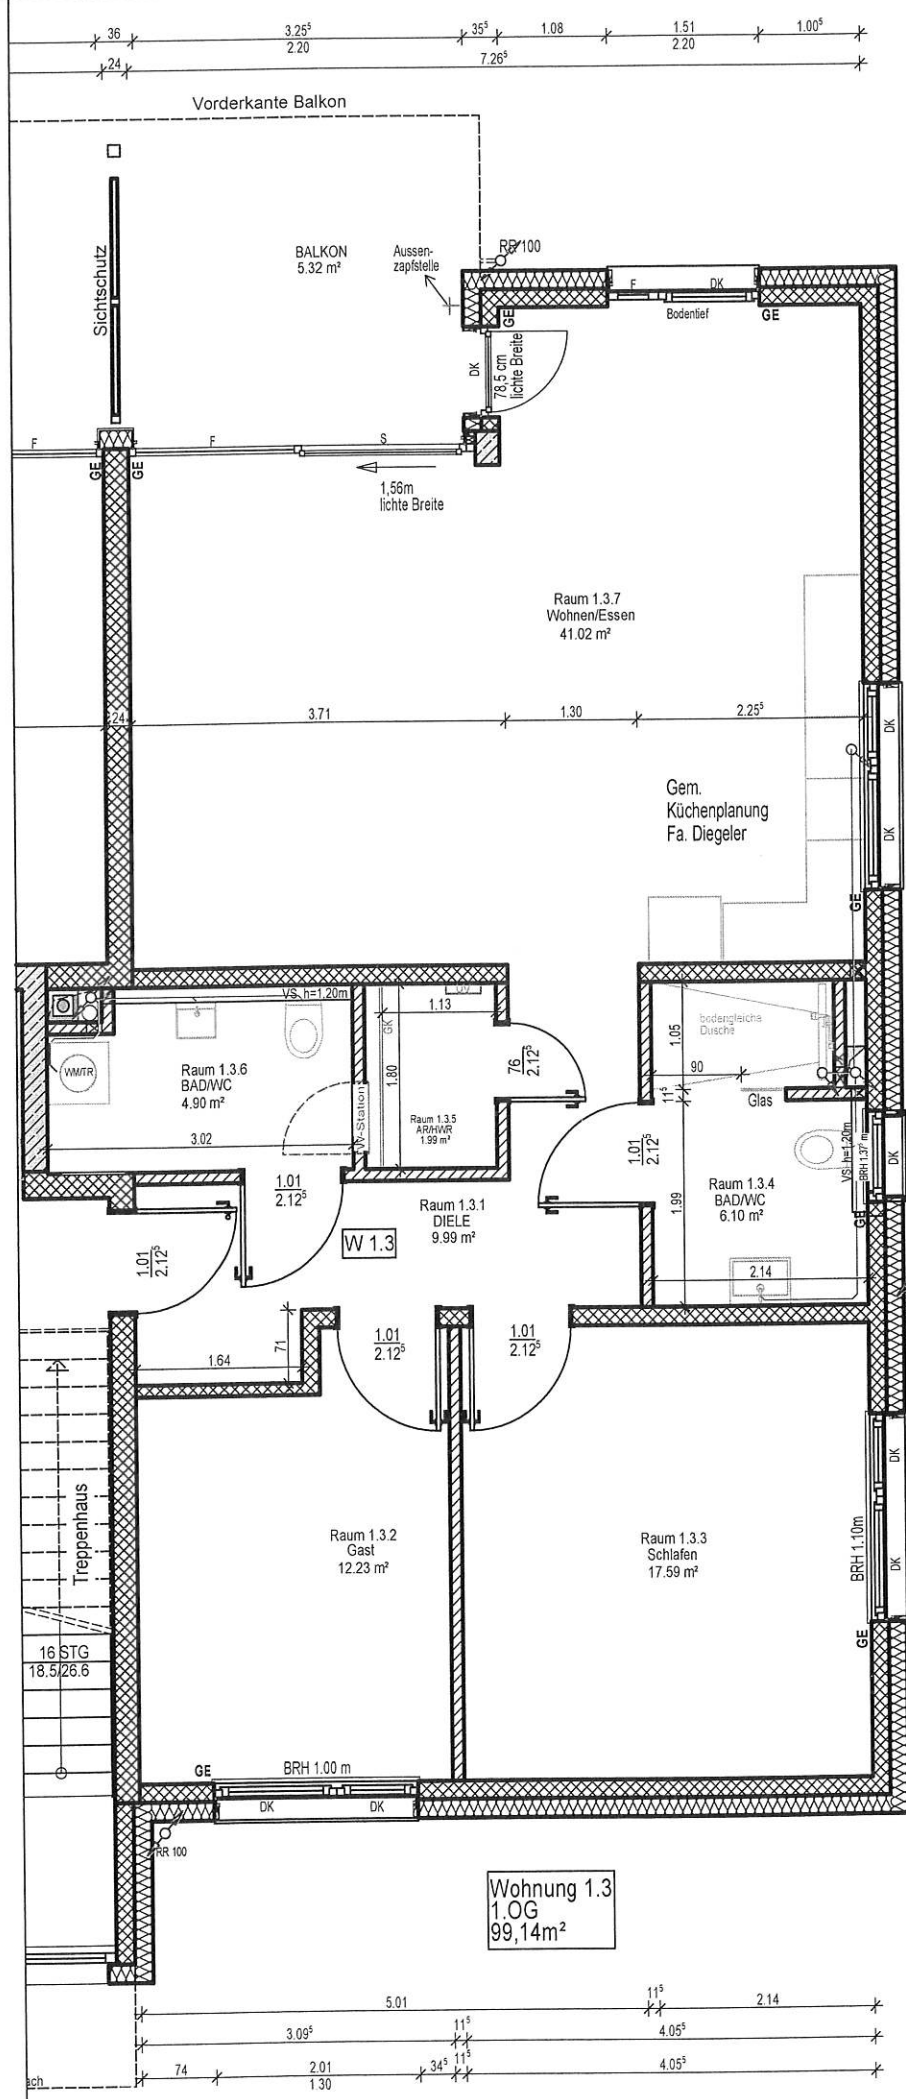 36 3.25⁵ 35⁵ 1.08 1.51 1.00⁵
2.20 2.20
24 7.26⁵
Vorderkante Balkon
Sichtschutz
BALKON
5.32 m²
Aussen-
zapfstelle
RR 100
F DK
GE Bodentief GE
DK
78,5 cm
lichte Breite
F F S
GE GE
1,56m
lichte Breite
Raum 1.3.7
Wohnen/Essen
41.02 m²
24 3.71 1.30 2.25⁵
DK
DK
Gem.
Küchenplanung
Fa. Diegeler
GE
VS h=1,20m
UV
1.13
GK
1.80
WM/TR
Raum 1.3.6
BAD/WC
4.90 m²
3.02
Raum 1.3.5
AR/HWR
1.99 m²
76
2.12⁵
bodengleiche
Dusche
1.05
90
11⁵
Glas
1.01
2.12⁵
VS h=1,20m
BRH 1.37⁵ m
DK
1.99
Raum 1.3.4
BAD/WC
6.10 m²
GE
2.14
1.01
2.12⁵
Raum 1.3.1
DIELE
9.99 m²
W 1.3
1.01
2.12⁵
71
1.64
1.01
2.12⁵
1.01
2.12⁵
Treppenhaus
16 STG
18.5/26.6
Raum 1.3.2
Gast
12.23 m²
Raum 1.3.3
Schlafen
17.59 m²
DK
BRH 1.10m
DK
GE
GE BRH 1.00 m
DK DK
RR 100
Wohnung 1.3
1.OG
99,14m²
5.01 11⁵ 2.14
3.09⁵ 11⁵ 4.05⁵
74 2.01 34⁵ 11⁵ 4.05⁵
1.30